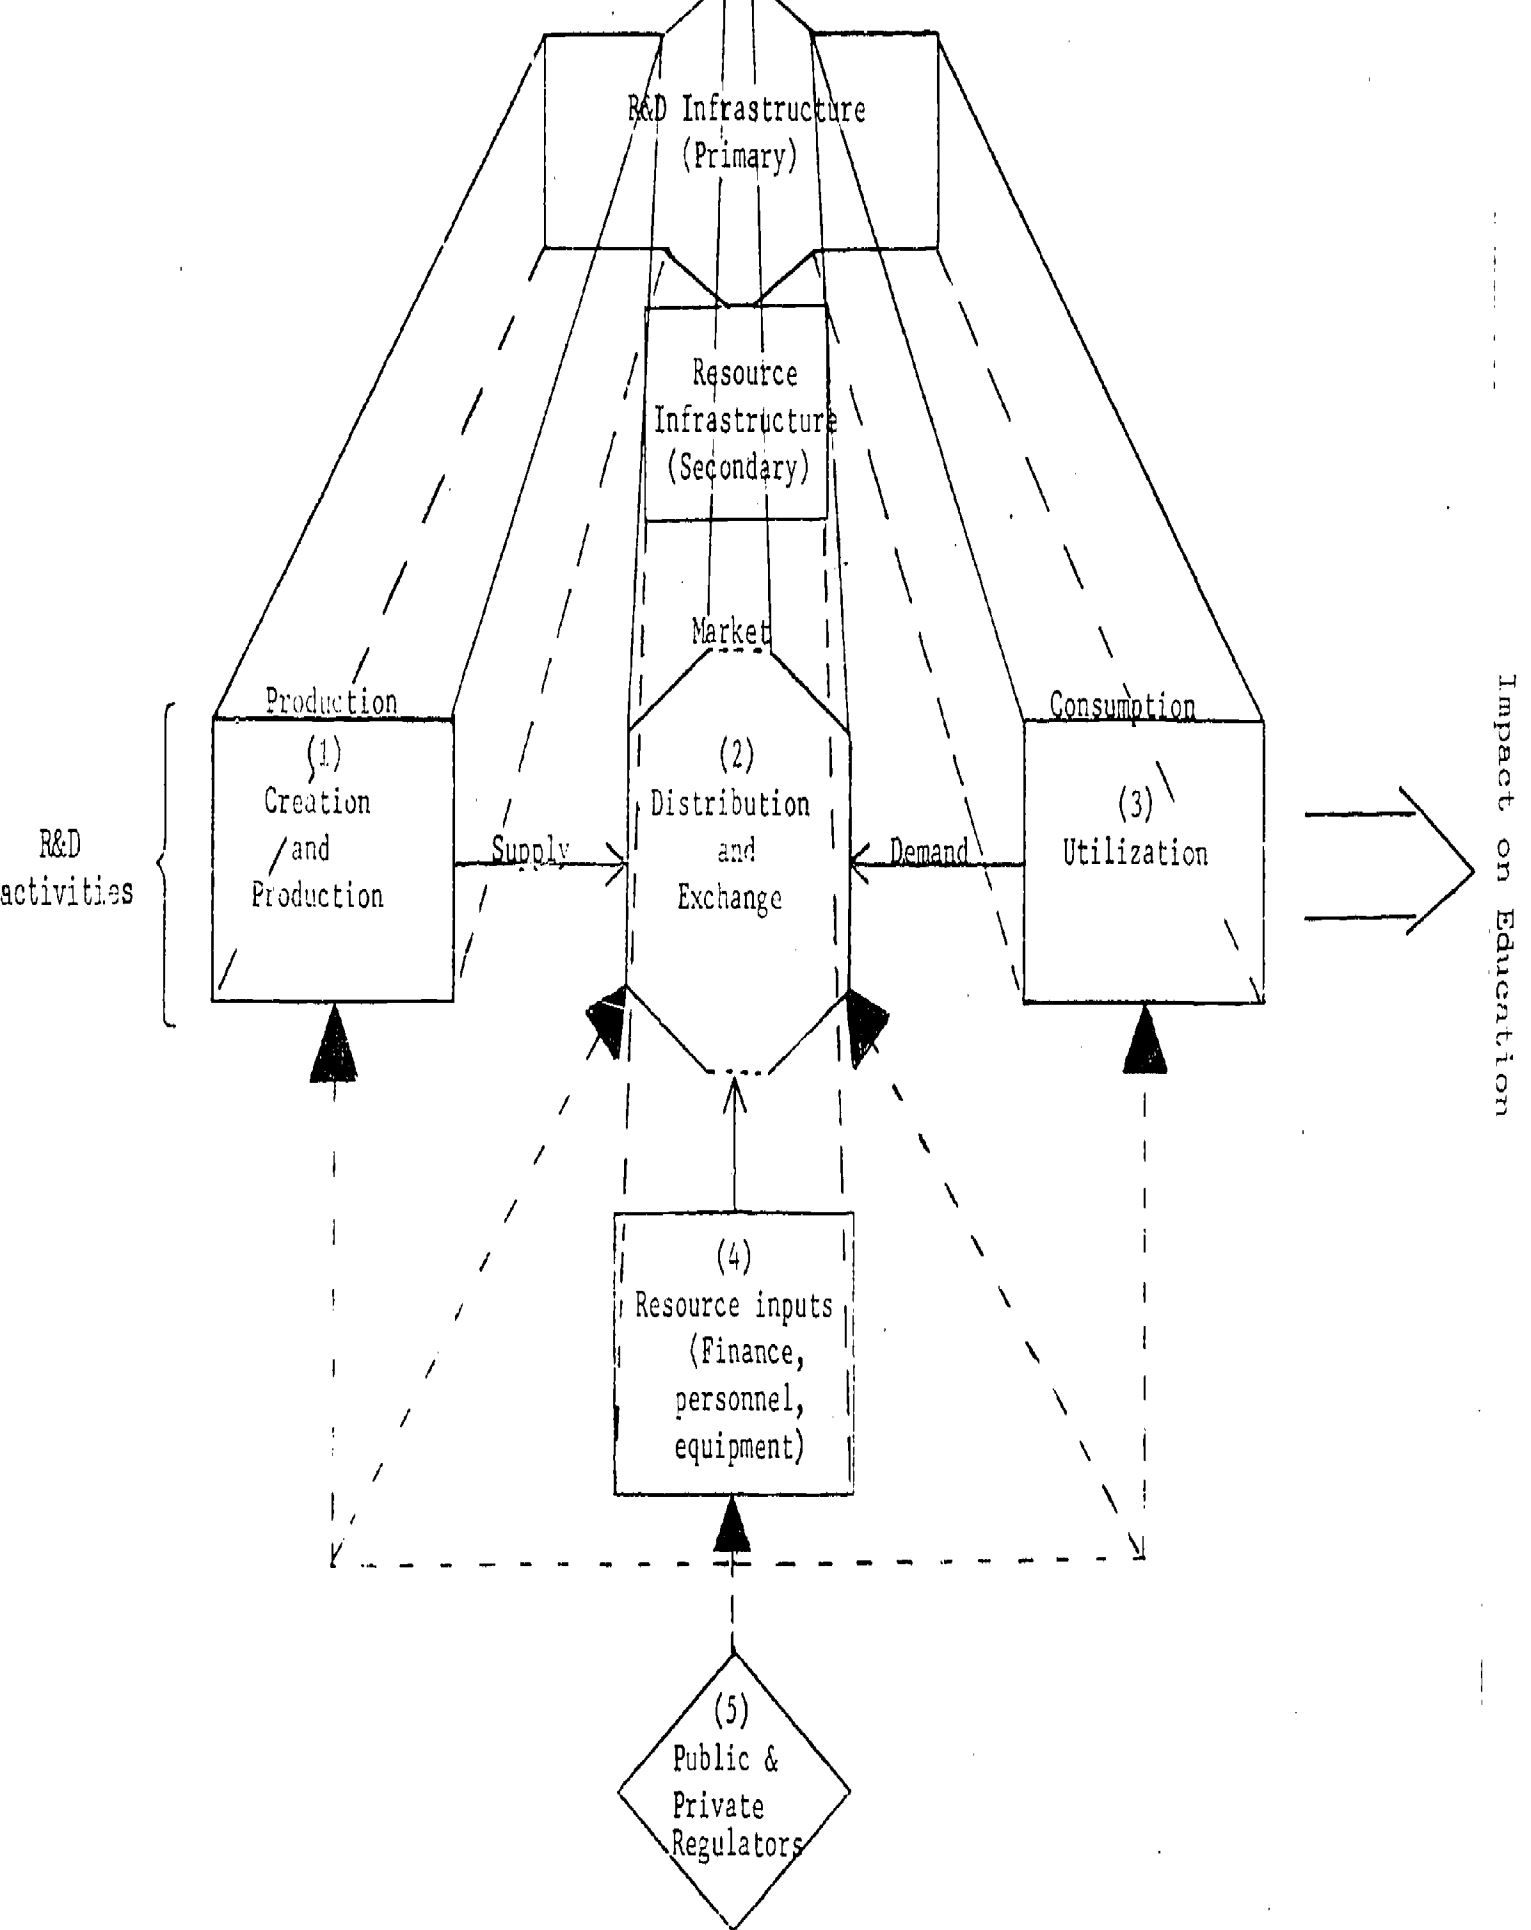 R&D Infrastructure
(Primary)
Resource
Infrastructure
(Secondary)
Market
Production
Consumption
(1)
Creation
and
Production
(2)
Distribution
and
Exchange
(3)
Utilization
R&D
activities
Supply
Demand
Impact on Education
(4)
Resource inputs
(Finance,
personnel,
equipment)
(5)
Public &
Private
Regulators